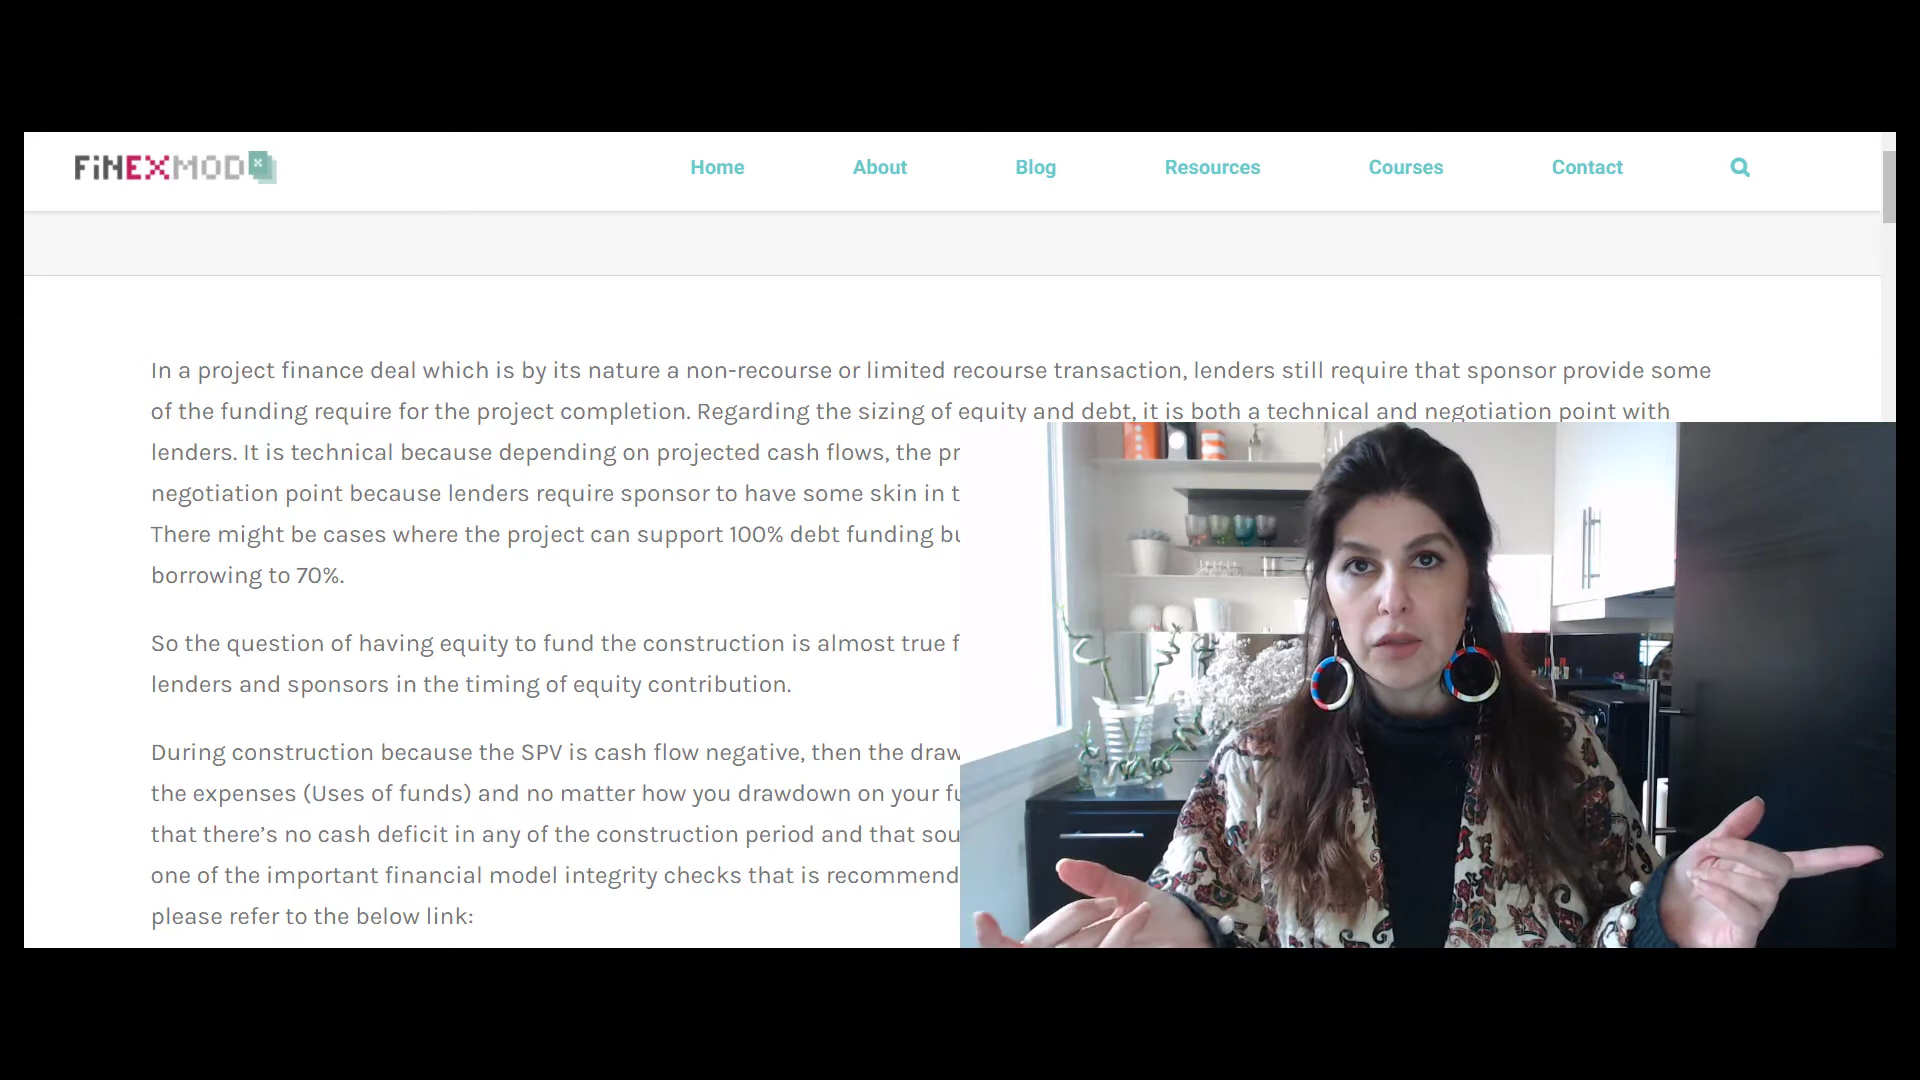 FiNEXMOD
Home About Blog Resources Courses Contact
In a project finance deal which is by its nature a non-recourse or limited recourse transaction, lenders still require that sponsor provide some
of the funding require for the project completion. Regarding the sizing of equity and debt, it is both a technical and negotiation point with
lenders. It is technical because depending on projected cash flows, the pr
negotiation point because lenders require sponsor to have some skin in t
There might be cases where the project can support 100% debt funding bu
borrowing to 70%.
So the question of having equity to fund the construction is almost true f
lenders and sponsors in the timing of equity contribution.
During construction because the SPV is cash flow negative, then the draw
the expenses (Uses of funds) and no matter how you drawdown on your fu
that there’s no cash deficit in any of the construction period and that sou
one of the important financial model integrity checks that is recommend
please refer to the below link: